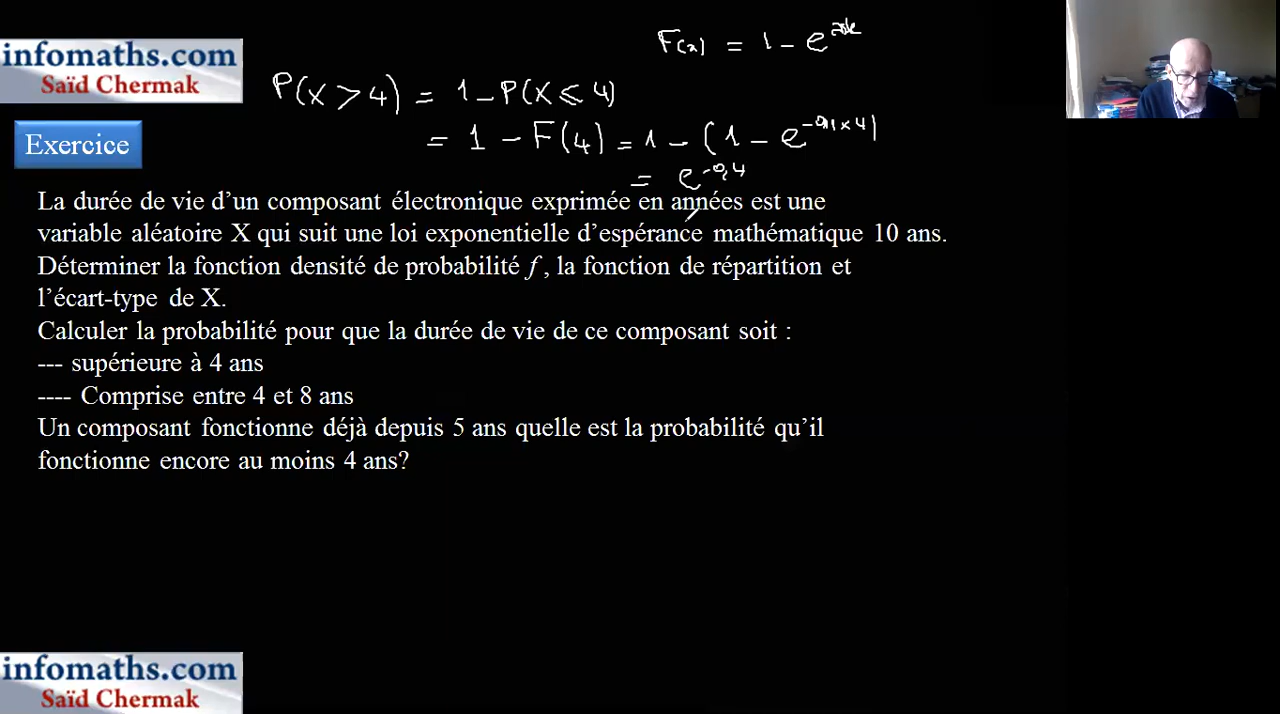 F(x) = 1 - e
infomaths.com
Saïd Chermak
P(X > 4) = 1 - P(X ⩽ 4)
= 1 - F(4) = 1 - (1 - e^-0,1×4)
= e^-0,4
Exercice
La durée de vie d’un composant électronique exprimée en années est une
variable aléatoire X qui suit une loi exponentielle d’espérance mathématique 10 ans.
Déterminer la fonction densité de probabilité f , la fonction de répartition et
l’écart-type de X.
Calculer la probabilité pour que la durée de vie de ce composant soit :
--- supérieure à 4 ans
---- Comprise entre 4 et 8 ans
Un composant fonctionne déjà depuis 5 ans quelle est la probabilité qu’il
fonctionne encore au moins 4 ans?
infomaths.com
Saïd Chermak